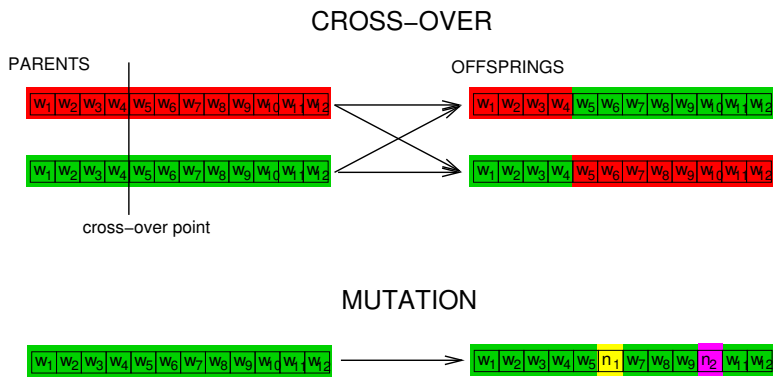 CROSS−OVER
PARENTS
OFFSPRINGS
w1 w2 w3 w4 w5 w6 w7 w8 w9 w10 w11 w12
w1 w2 w3 w4 w5 w6 w7 w8 w9 w10 w11 w12
w1 w2 w3 w4 w5 w6 w7 w8 w9 w10 w11 w12
w1 w2 w3 w4 w5 w6 w7 w8 w9 w10 w11 w12
cross−over point
MUTATION
w1 w2 w3 w4 w5 w6 w7 w8 w9 w10 w11 w12
w1 w2 w3 w4 w5 n1 w7 w8 w9 n2 w11 w12